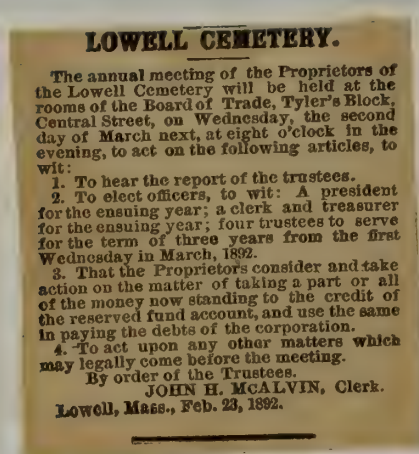 LOWELL CEMETERY.
The annual meeting of the Proprietors of
the Lowell Cemetery will be held at the
rooms of the Board of Trade, Tyler's Block,
Central Street, on Wednesday, the second
day of March next, at eight o'clock in the
evening, to act on the following articles, to
wit:
1. To hear the report of the trustees.
2. To elect officers, to wit: A president
for the ensuing year; a clerk and treasurer
for the ensuing year; four trustees to serve
for the term of three years from the first
Wednesday in March, 1892.
3. That the Proprietors consider and take
action on the matter of taking a part or all
of the money now standing to the credit of
the reserved fund account, and use the same
in paying the debts of the corporation.
4. To act upon any other matters which
may legally come before the meeting.
By order of the Trustees.
JOHN H. McALVIN, Clerk.
Lowell, Mass., Feb. 23, 1892.